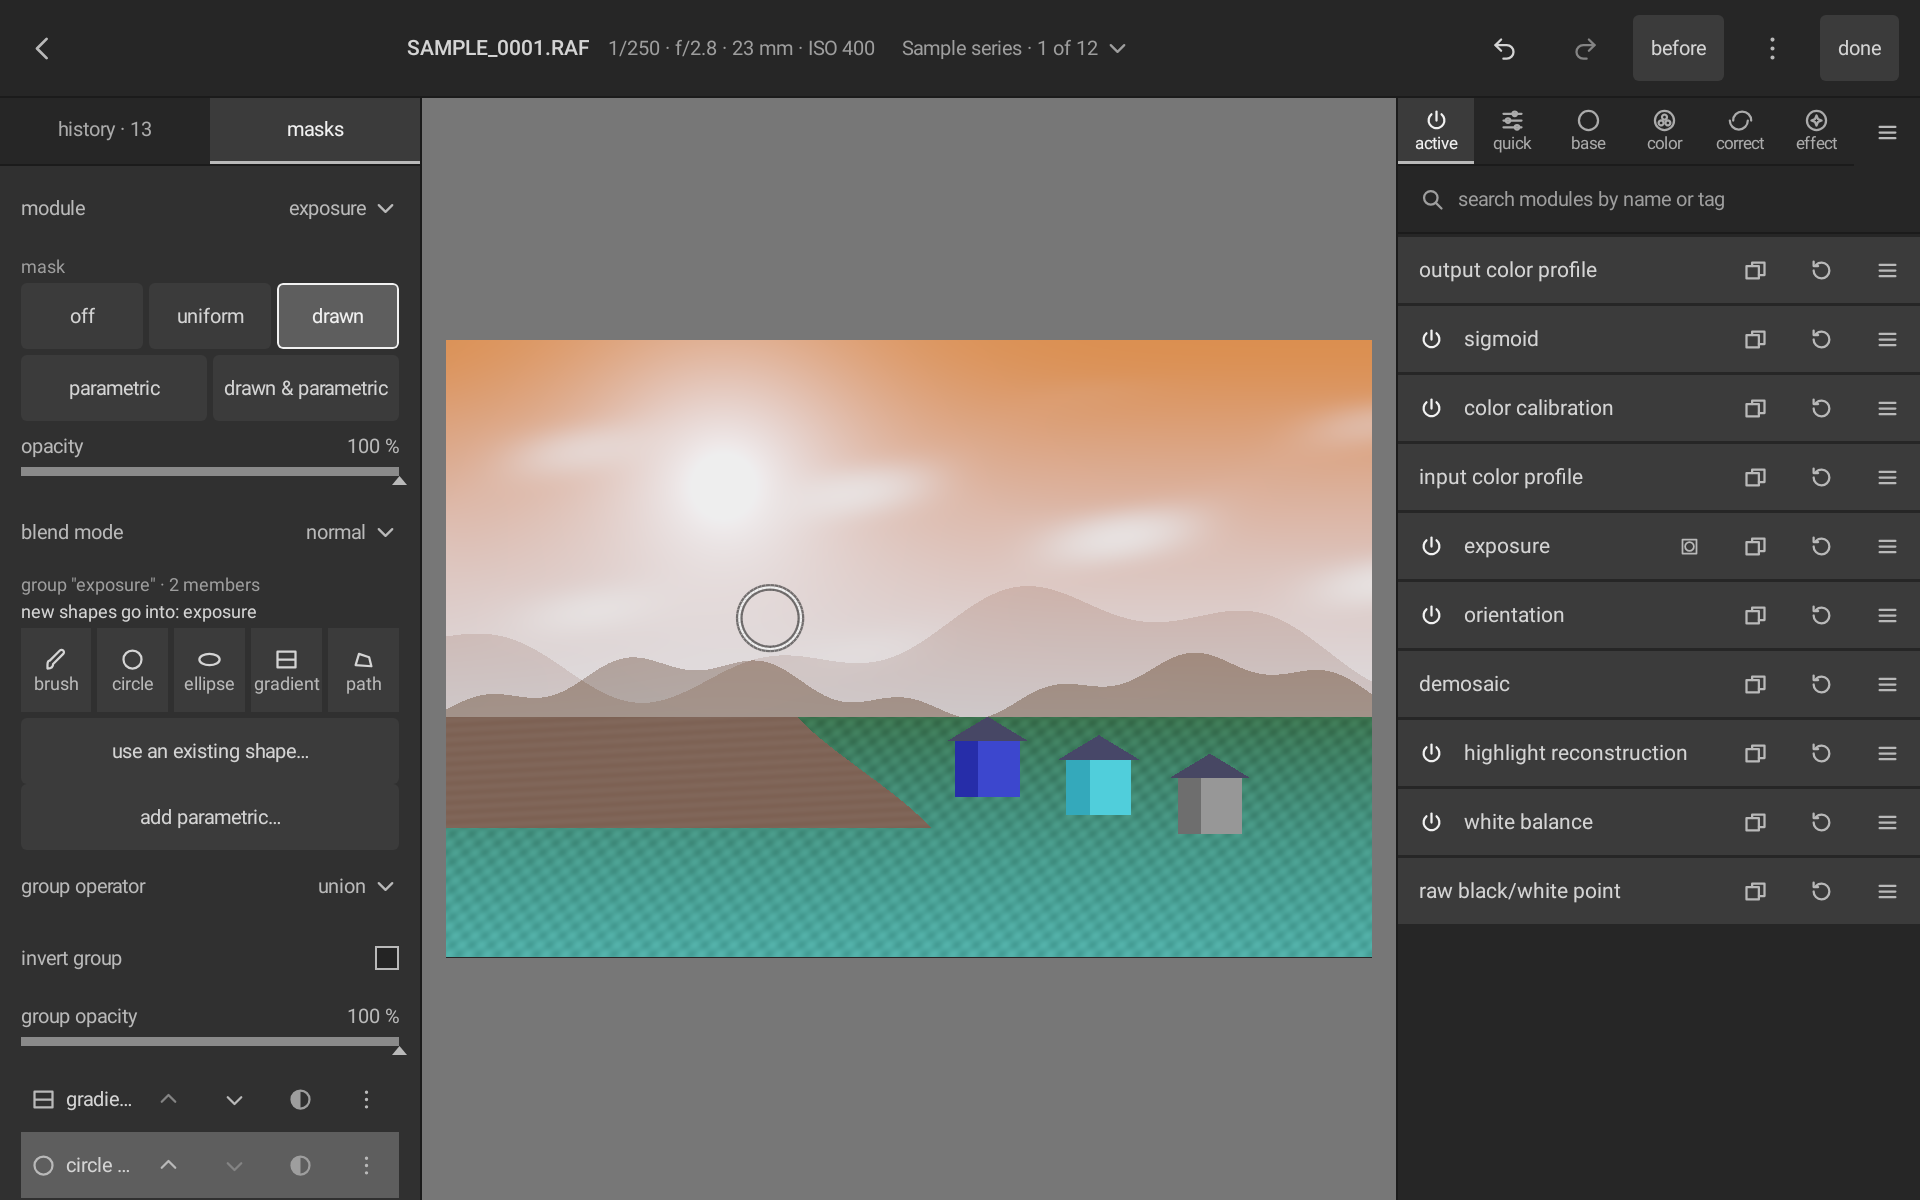 SAMPLE_0001.RAF 1/250 · f/2.8 · 23 mm · ISO 400 Sample series · 1 of 12
before
done
history · 13
masks
module exposure
mask
off
uniform
drawn
parametric
drawn & parametric
opacity 100 %
blend mode normal
group "exposure" · 2 members
new shapes go into: exposure
brush
circle
ellipse
gradient
path
use an existing shape...
add parametric...
group operator union
invert group
group opacity 100 %
gradie...
circle ...
active
quick
base
color
correct
effect
search modules by name or tag
output color profile
sigmoid
color calibration
input color profile
exposure
orientation
demosaic
highlight reconstruction
white balance
raw black/white point